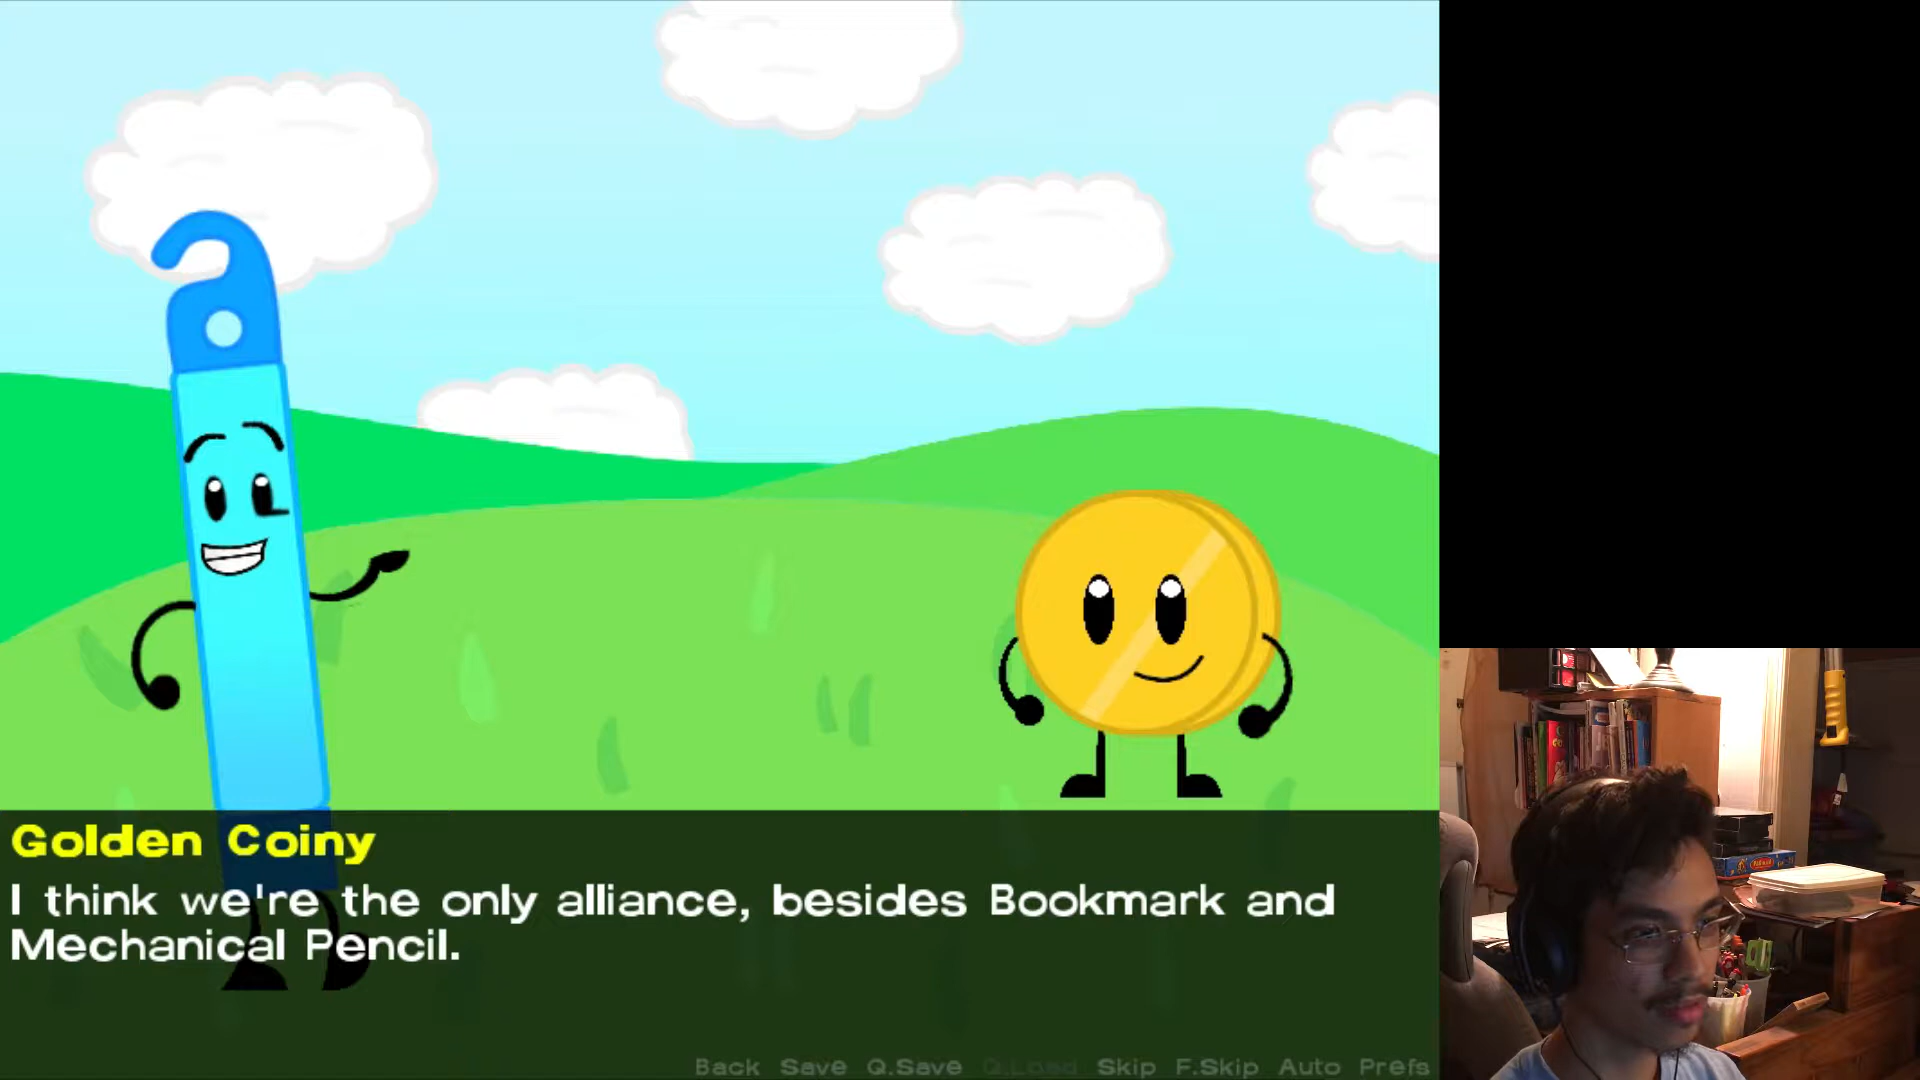 Golden Coiny
I think we're the only alliance, besides Bookmark and
Mechanical Pencil.
Back Save Q.Save Q.Load Skip F.Skip Auto Prefs